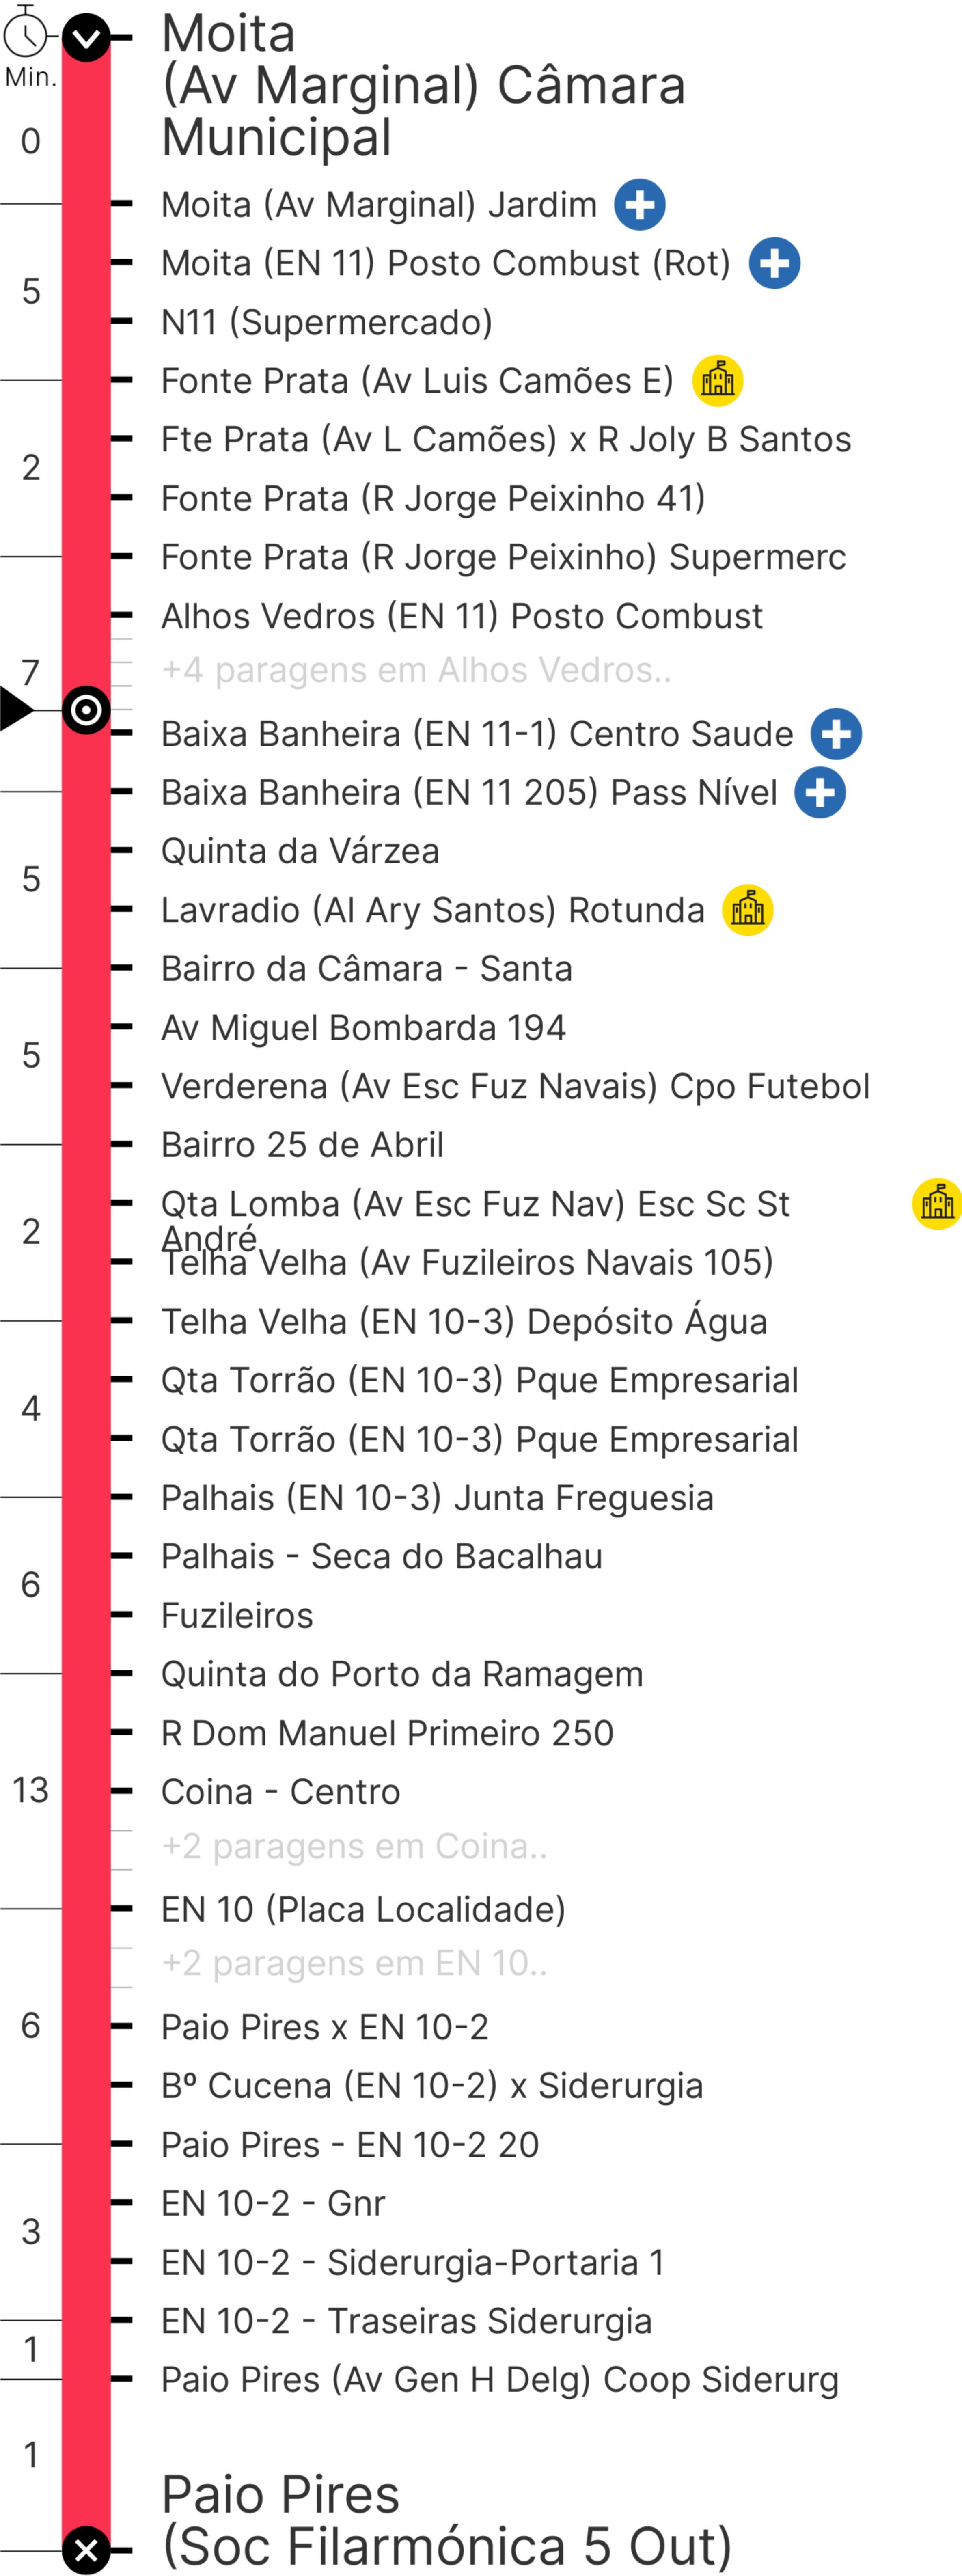 Moita
(Av Marginal) Câmara
Municipal
Min.
0
Moita (Av Marginal) Jardim
Moita (EN 11) Posto Combust (Rot)
5
N11 (Supermercado)
Fonte Prata (Av Luis Camões E)
Fte Prata (Av L Camões) x R Joly B Santos
2
Fonte Prata (R Jorge Peixinho 41)
Fonte Prata (R Jorge Peixinho) Supermerc
Alhos Vedros (EN 11) Posto Combust
+4 paragens em Alhos Vedros..
7
Baixa Banheira (EN 11-1) Centro Saude
Baixa Banheira (EN 11 205) Pass Nível
Quinta da Várzea
5
Lavradio (Al Ary Santos) Rotunda
Bairro da Câmara - Santa
Av Miguel Bombarda 194
5
Verderena (Av Esc Fuz Navais) Cpo Futebol
Bairro 25 de Abril
Qta Lomba (Av Esc Fuz Nav) Esc Sc St
André
2
Telha Velha (Av Fuzileiros Navais 105)
Telha Velha (EN 10-3) Depósito Água
Qta Torrão (EN 10-3) Pque Empresarial
4
Qta Torrão (EN 10-3) Pque Empresarial
Palhais (EN 10-3) Junta Freguesia
Palhais - Seca do Bacalhau
6
Fuzileiros
Quinta do Porto da Ramagem
R Dom Manuel Primeiro 250
13
Coina - Centro
+2 paragens em Coina..
EN 10 (Placa Localidade)
+2 paragens em EN 10..
6
Paio Pires x EN 10-2
Bº Cucena (EN 10-2) x Siderurgia
Paio Pires - EN 10-2 20
EN 10-2 - Gnr
3
EN 10-2 - Siderurgia-Portaria 1
EN 10-2 - Traseiras Siderurgia
1
Paio Pires (Av Gen H Delg) Coop Siderurg
1
Paio Pires
(Soc Filarmónica 5 Out)